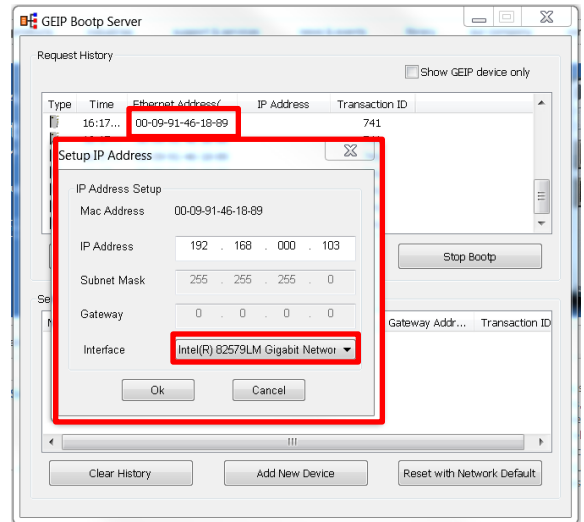 GEIP Bootp Server
Request History
Show GEIP device only
Type Time Ethernet Address( IP Address Transaction ID
16:17... 00-09-91-46-18-89 741
Setup IP Address
IP Address Setup
Mac Address 00-09-91-46-18-89
IP Address 192 . 168 . 000 . 103
Stop Bootp
Subnet Mask 255 . 255 . 255 . 0
Gateway 0 . 0 . 0 . 0
Gateway Addr... Transaction ID
Interface Intel(R) 82579LM Gigabit Networ
Ok Cancel
Clear History Add New Device Reset with Network Default